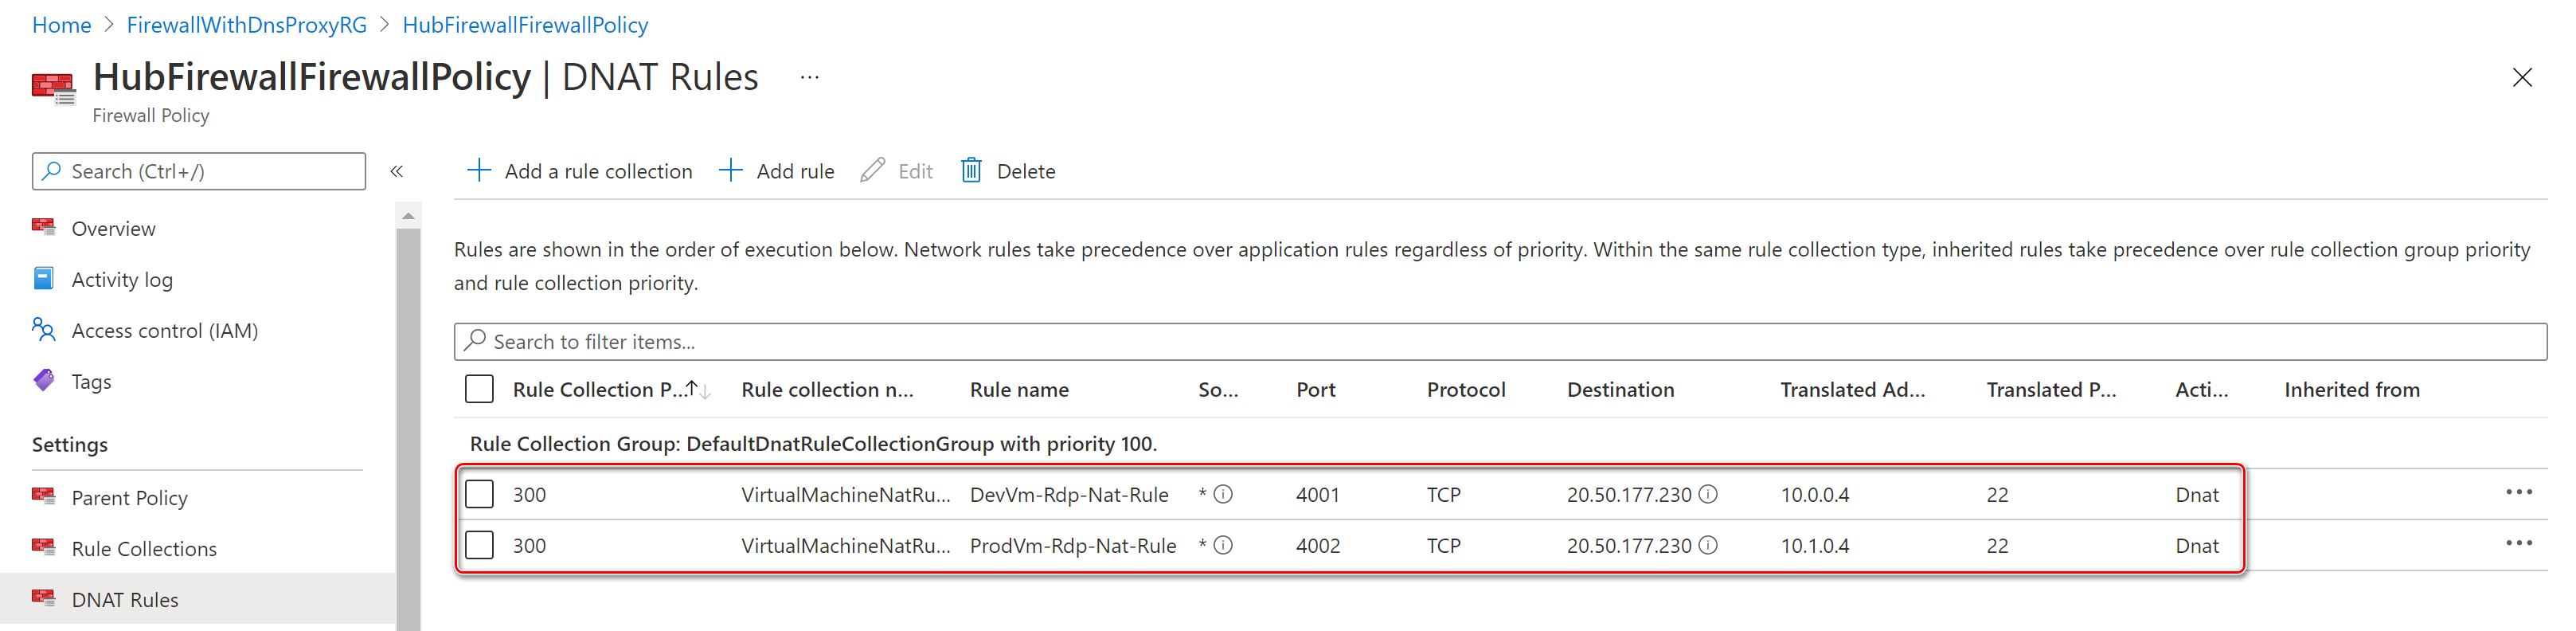 Home > FirewallWithDnsProxyRG > HubFirewallFirewallPolicy
HubFirewallFirewallPolicy | DNAT Rules ...
Firewall Policy
Search (Ctrl+/) «
Add a rule collection Add rule Edit Delete
Overview
Activity log
Access control (IAM)
Tags
Settings
Parent Policy
Rule Collections
DNAT Rules
Rules are shown in the order of execution below. Network rules take precedence over application rules regardless of priority. Within the same rule collection type, inherited rules take precedence over rule collection group priority
and rule collection priority.
Search to filter items...
Rule Collection P...↑↓ Rule collection n... Rule name So... Port Protocol Destination Translated Ad... Translated P... Acti... Inherited from
Rule Collection Group: DefaultDnatRuleCollectionGroup with priority 100.
300 VirtualMachineNatRu... DevVm-Rdp-Nat-Rule * 4001 TCP 20.50.177.230 10.0.0.4 22 Dnat ...
300 VirtualMachineNatRu... ProdVm-Rdp-Nat-Rule * 4002 TCP 20.50.177.230 10.1.0.4 22 Dnat ...